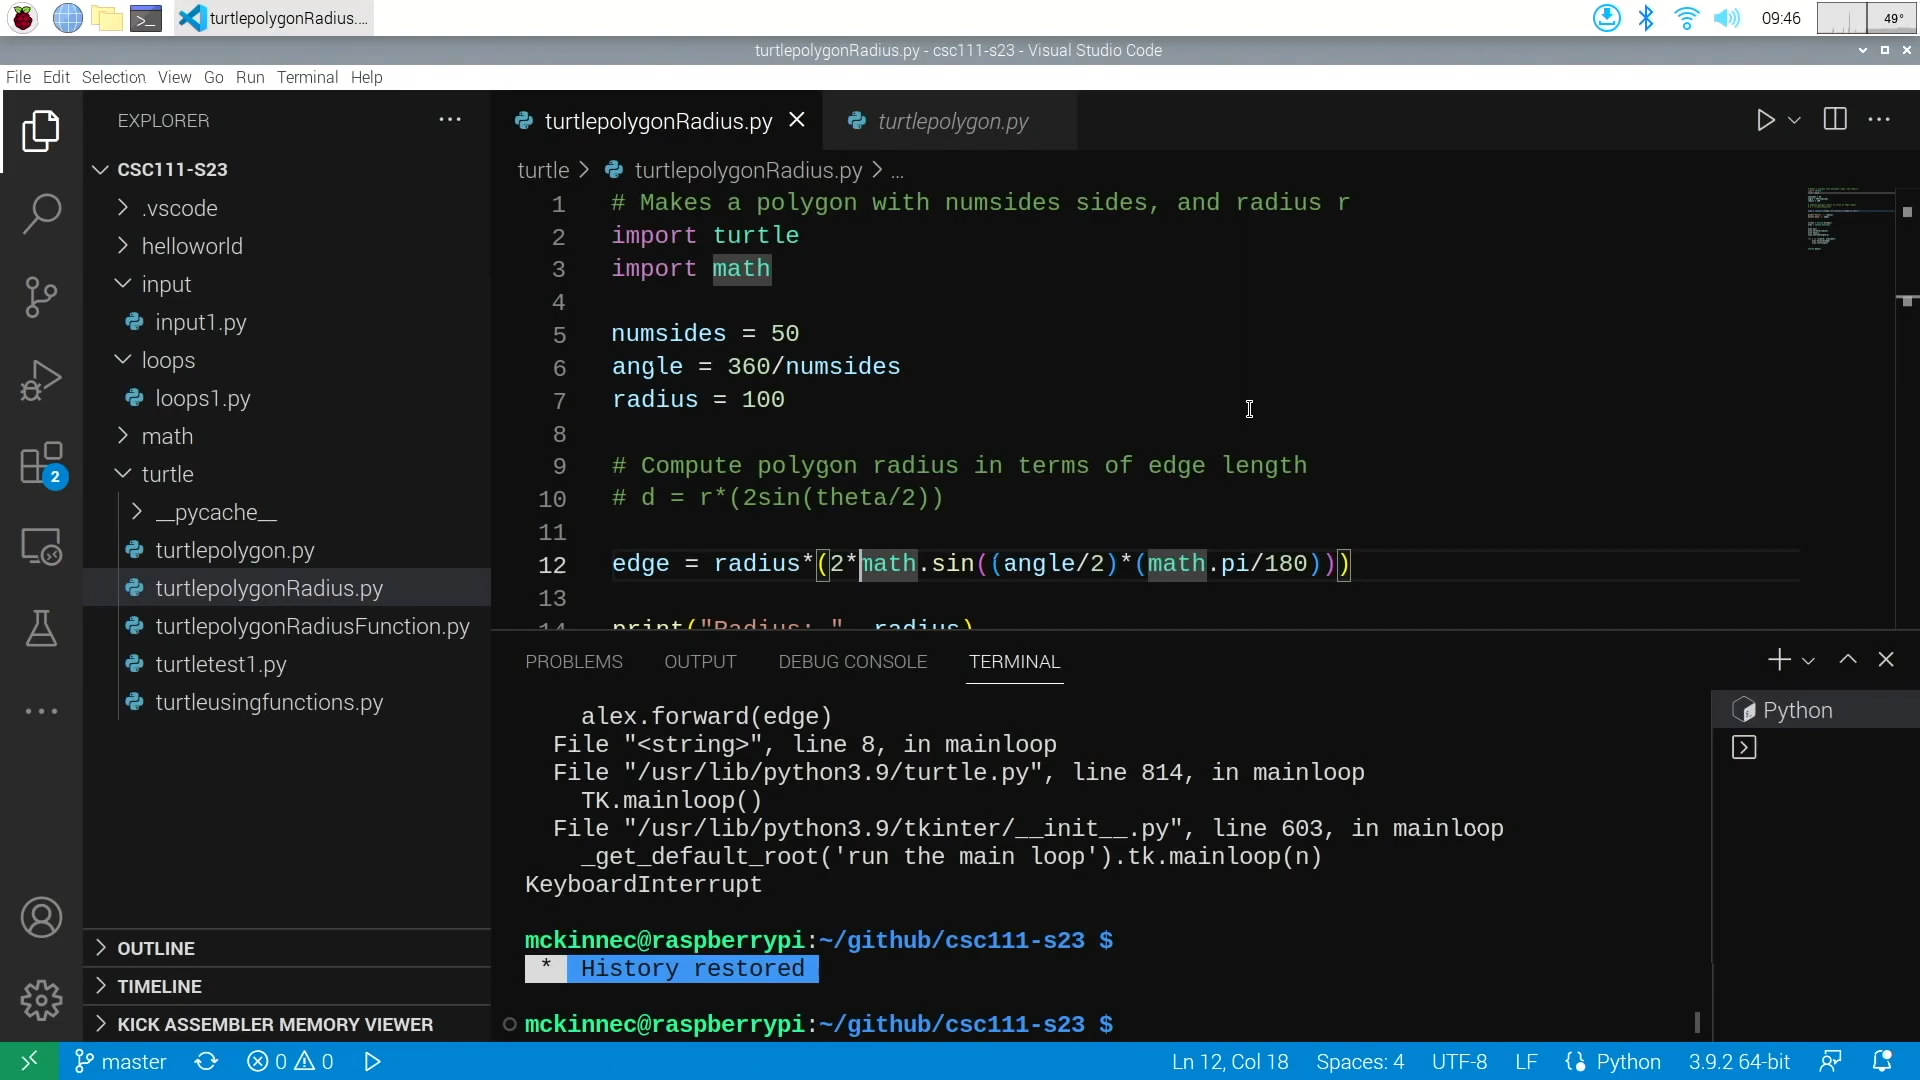 turtlepolygonRadius....
09:46
49°
turtlepolygonRadius.py - csc111-s23 - Visual Studio Code
File Edit Selection View Go Run Terminal Help
EXPLORER
CSC111-S23
.vscode
helloworld
input
input1.py
loops
loops1.py
math
turtle
__pycache__
turtlepolygon.py
turtlepolygonRadius.py
turtlepolygonRadiusFunction.py
turtletest1.py
turtleusingfunctions.py
OUTLINE
TIMELINE
KICK ASSEMBLER MEMORY VIEWER
2
turtlepolygonRadius.py
turtlepolygon.py
turtle > turtlepolygonRadius.py > ...
1 # Makes a polygon with numsides sides, and radius r
2 import turtle
3 import math
4
5 numsides = 50
6 angle = 360/numsides
7 radius = 100
8
9 # Compute polygon radius in terms of edge length
10 # d = r*(2sin(theta/2))
11
12 edge = radius*(2*math.sin((angle/2)*(math.pi/180)))
13
14 print("Radius: ", radius)
PROBLEMS OUTPUT DEBUG CONSOLE TERMINAL
Python
alex.forward(edge)
File "<string>", line 8, in mainloop
File "/usr/lib/python3.9/turtle.py", line 814, in mainloop
TK.mainloop()
File "/usr/lib/python3.9/tkinter/__init__.py", line 603, in mainloop
_get_default_root('run the main loop').tk.mainloop(n)
KeyboardInterrupt
mckinnec@raspberrypi:~/github/csc111-s23 $
* History restored
mckinnec@raspberrypi:~/github/csc111-s23 $
master 0 0 Ln 12, Col 18 Spaces: 4 UTF-8 LF Python 3.9.2 64-bit